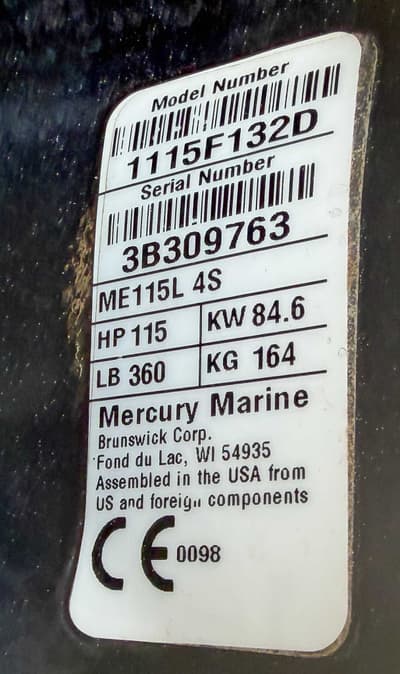 Model Number
1115F132D
Serial Number
3B309763
ME115L 4S
HP 115 KW 84.6
LB 360 KG 164
Mercury Marine
Brunswick Corp.
Fond du Lac, WI 54935
Assembled in the USA from
US and foreign components
CE 0098